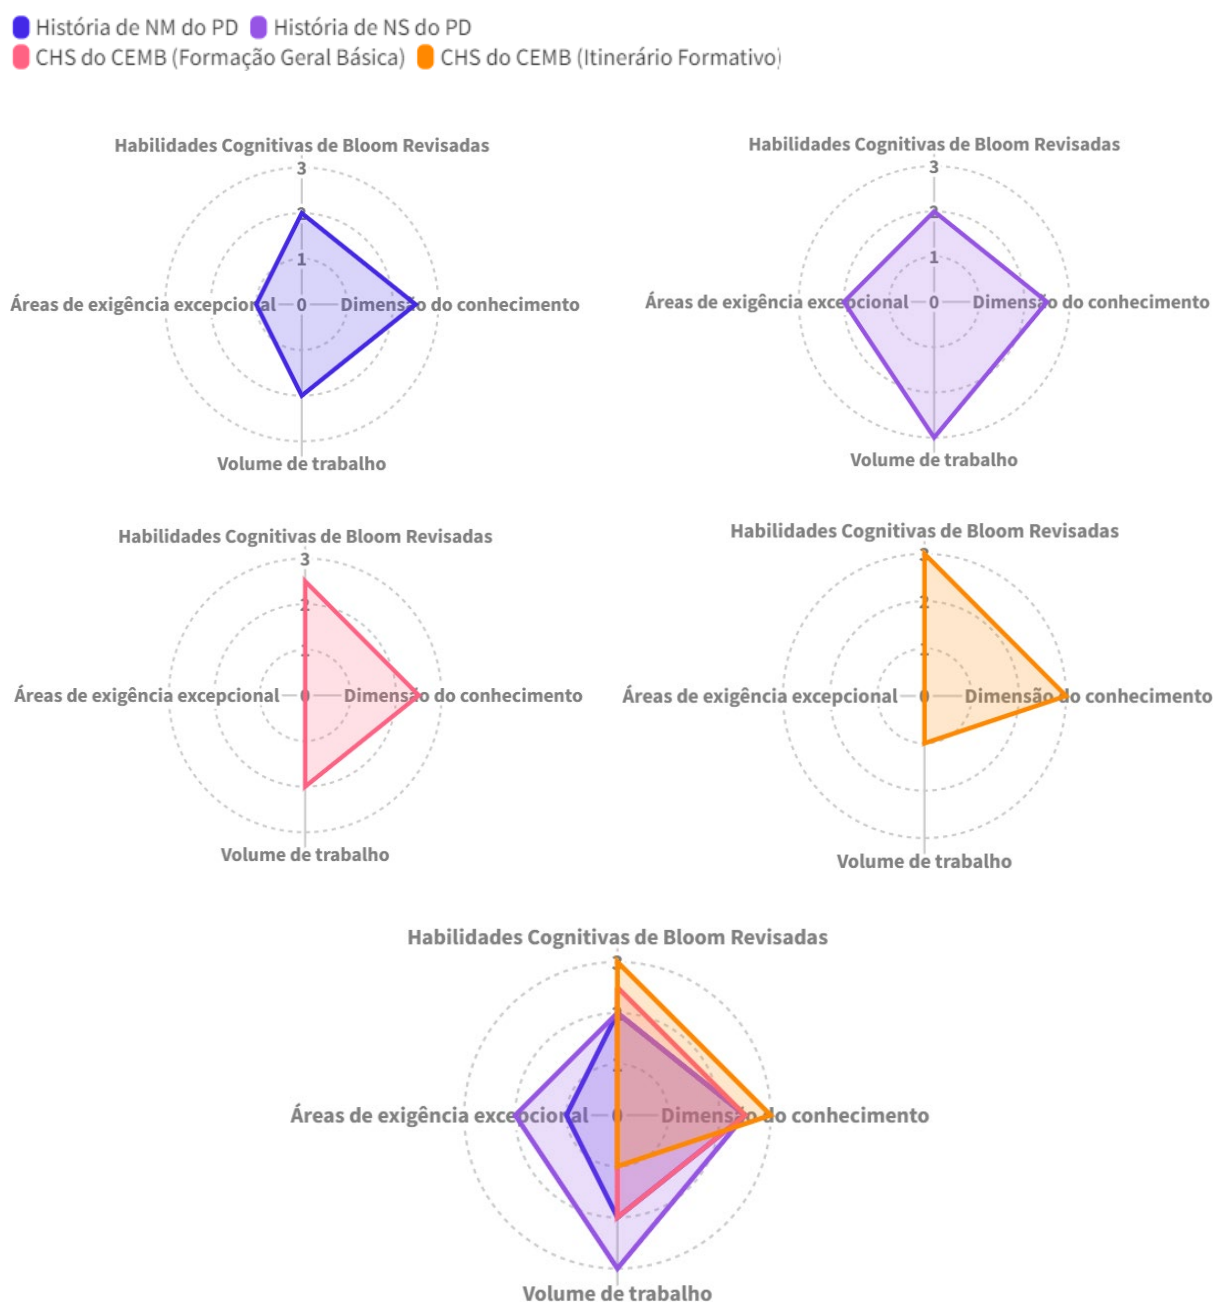 História de NM do PD História de NS do PD
CHS do CEMB (Formação Geral Básica) CHS do CEMB (Itinerário Formativo)
Habilidades Cognitivas de Bloom Revisadas
3
2
1
Áreas de exigência excepcional 0 Dimensão do conhecimento
Volume de trabalho
Habilidades Cognitivas de Bloom Revisadas
3
2
1
Áreas de exigência excepcional 0 Dimensão do conhecimento
Volume de trabalho
Habilidades Cognitivas de Bloom Revisadas
3
2
1
Áreas de exigência excepcional 0 Dimensão do conhecimento
Volume de trabalho
Habilidades Cognitivas de Bloom Revisadas
3
2
1
Áreas de exigência excepcional 0 Dimensão do conhecimento
Volume de trabalho
Habilidades Cognitivas de Bloom Revisadas
3
2
1
Áreas de exigência excepcional 0 Dimensão do conhecimento
Volume de trabalho